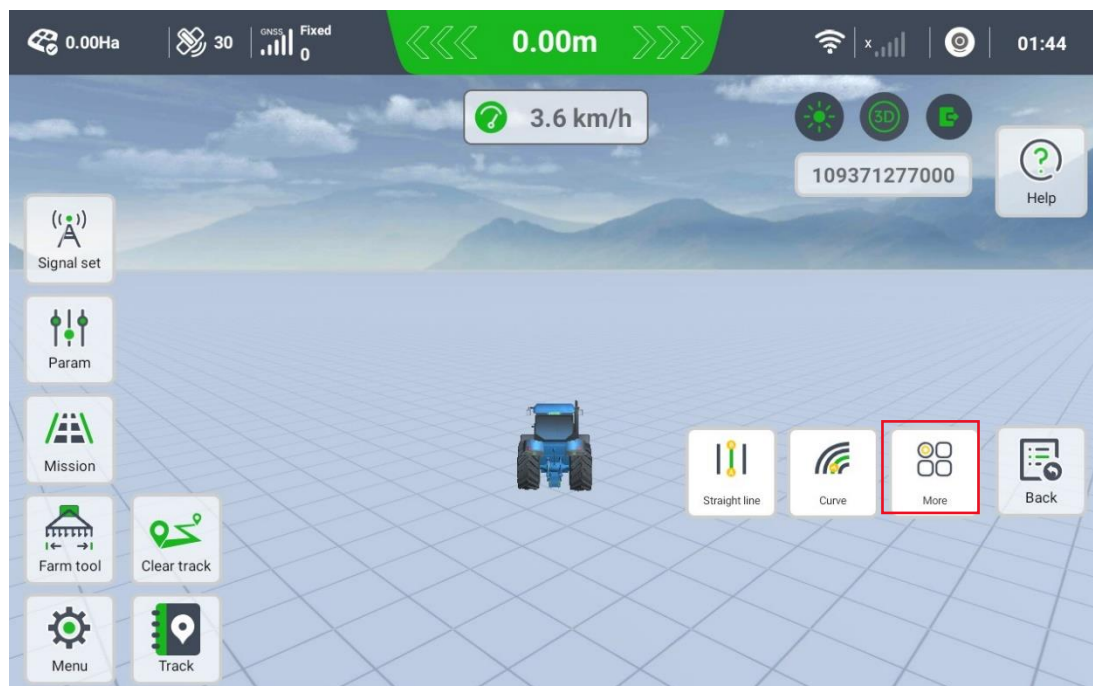 0.00Ha
30
GNSS
Fixed
0
0.00m
x
01:44
3.6 km/h
3D
109371277000
Help
Signal set
Param
Mission
Straight line
Curve
More
Back
Farm tool
Clear track
Menu
Track